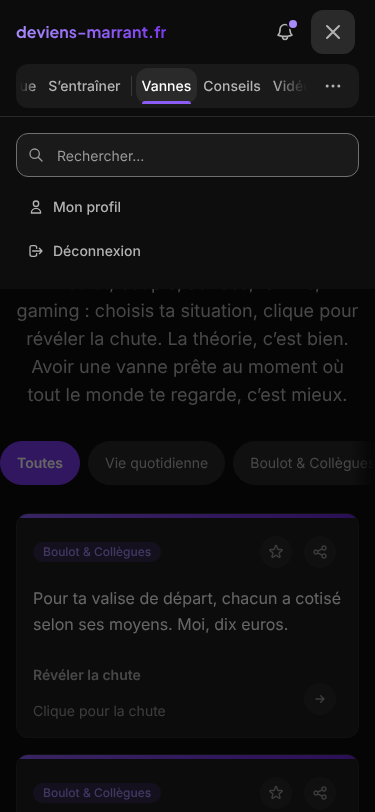 deviens-marrant.fr
S'entraîner Vannes Conseils
Rechercher...
Mon profil
Déconnexion
gaming : choisis ta situation, clique pour
révéler la chute. La théorie, c'est bien.
Avoir une vanne prête au moment où
tout le monde te regarde, c'est mieux.
Toutes Vie quotidienne Boulot & Collègues
Boulot & Collègues
Pour ta valise de départ, chacun a cotisé
selon ses moyens. Moi, dix euros.
Révéler la chute
Clique pour la chute
Boulot & Collègues